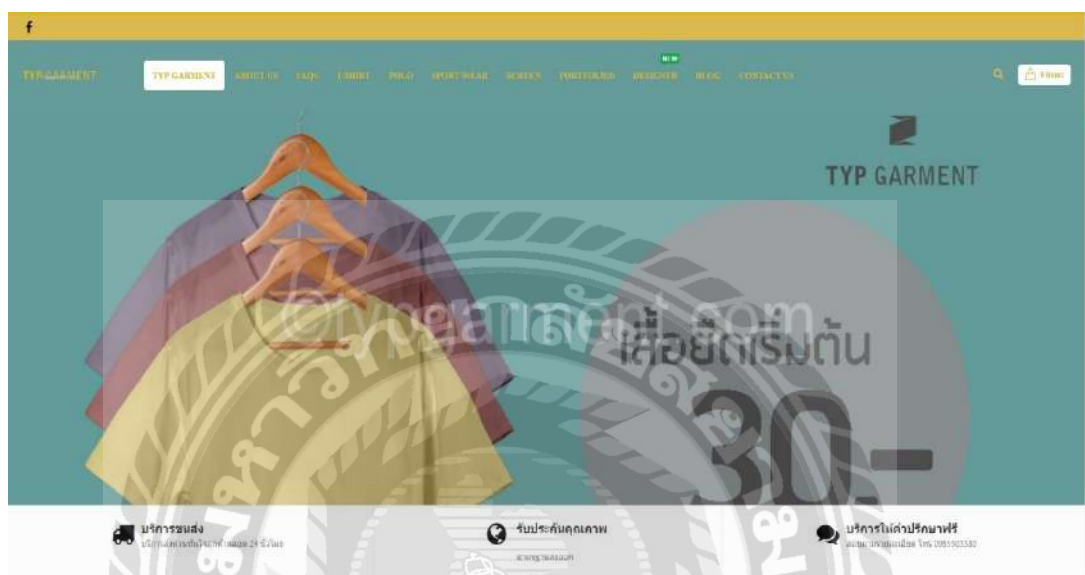 f
TYP GARMENT
TYP GARMENT ABOUT US FAQS T-SHIRT POLO SPORT WEAR SCREEN PORTFOLIOS DESIGNER BLOG CONTACT US
NEW
TYP GARMENT
©typgarment.com
เสื้อยืดเริ่มต้น
30.-
บริการขนส่ง
รับประกันคุณภาพ
บริการให้คำปรึกษาฟรี